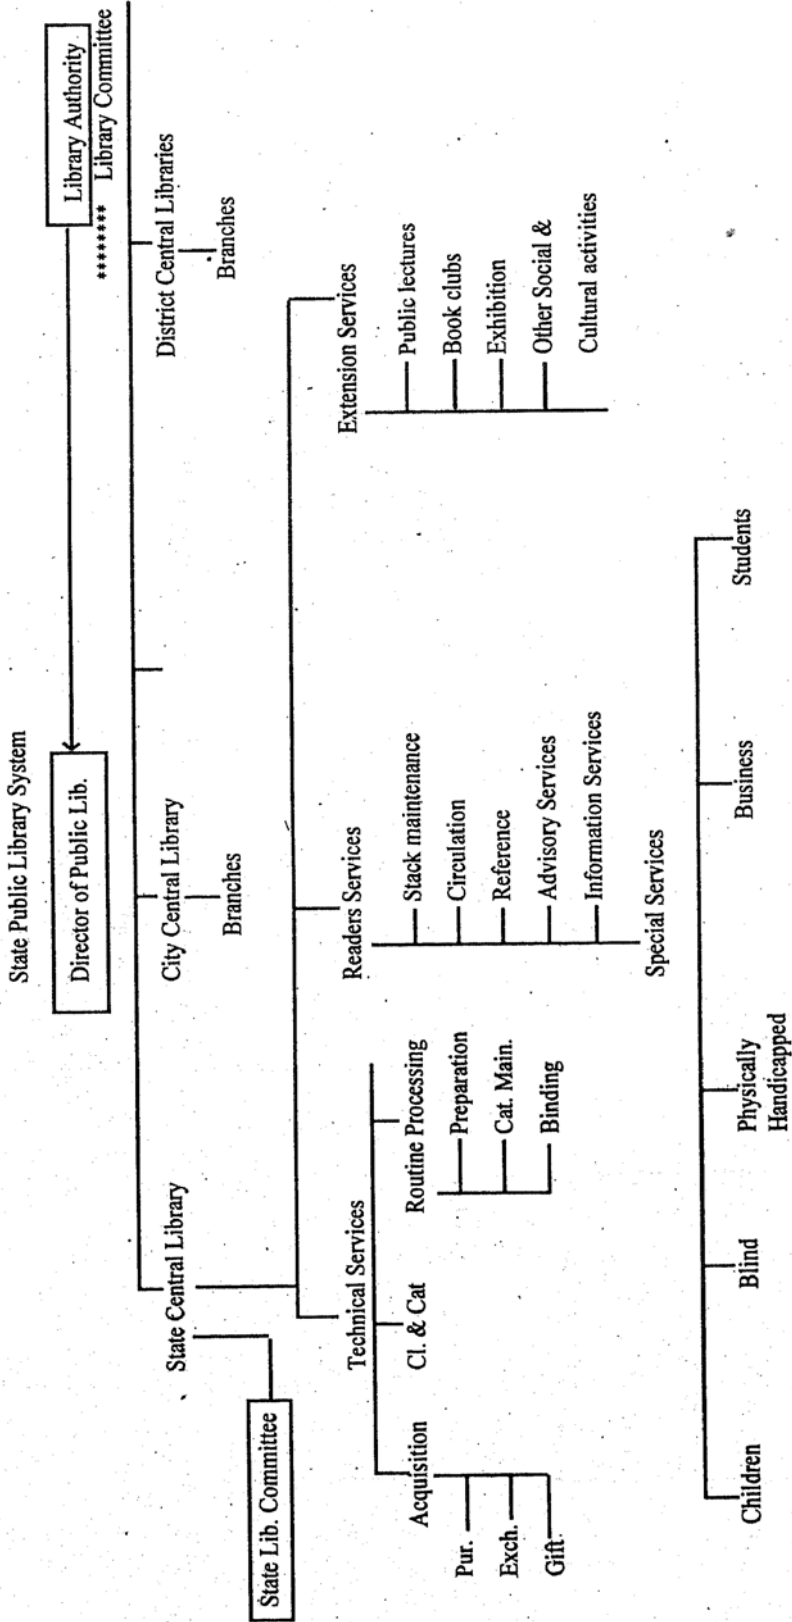 State Public Library System
Director of Public Lib.
Library Authority
******** Library Committee
State Central Library
City Central Library
District Central Libraries
Branches
Branches
State Lib. Committee
Technical Services
Readers Services
Extension Services
Acquisition
Cl. & Cat
Routine Processing
Pur.
Exch.
Gift
Preparation
Cat. Main.
Binding
Stack maintenance
Circulation
Reference
Advisory Services
Information Services
Public lectures
Book clubs
Exhibition
Other Social &
Cultural activities
Special Services
Children
Blind
Physically
Handicapped
Business
Students